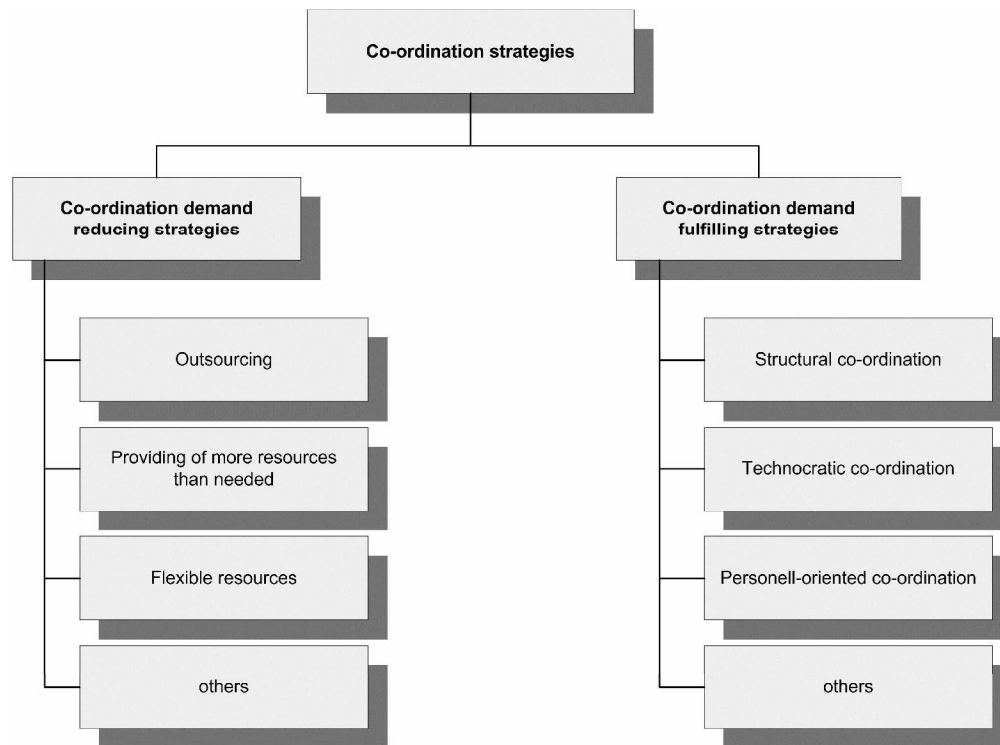 Co-ordination strategies
Co-ordination demand
reducing strategies
Co-ordination demand
fulfilling strategies
Outsourcing
Providing of more resources
than needed
Flexible resources
others
Structural co-ordination
Technocratic co-ordination
Personell-oriented co-ordination
others